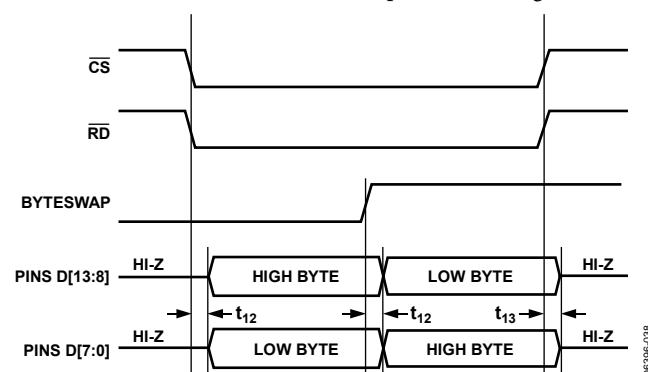 CS
RD
BYTESWAP
PINS D[13:8] HI-Z HIGH BYTE LOW BYTE HI-Z
t12 t12 t13
PINS D[7:0] HI-Z LOW BYTE HIGH BYTE HI-Z